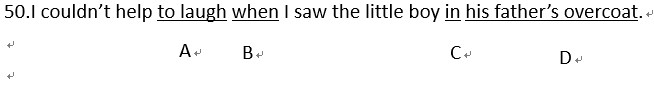 50.I couldn’t help to laugh when I saw the little boy in his father’s overcoat.
A B C D